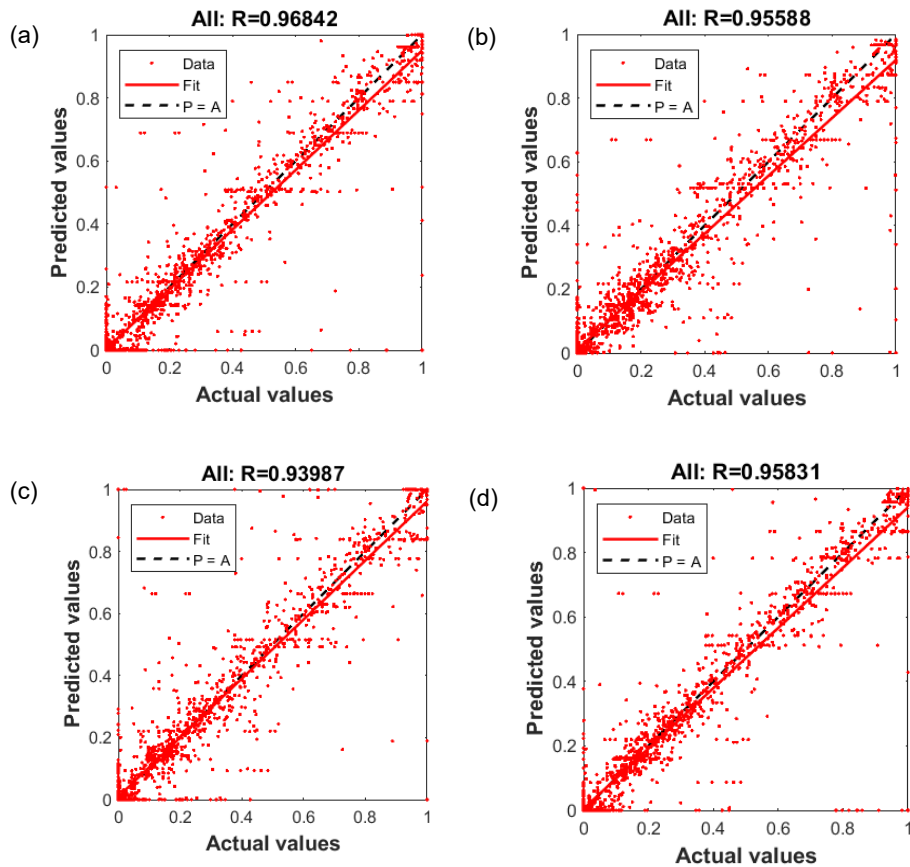 (a)
All: R=0.96842
Data
Fit
P = A
Predicted values
1
0.8
0.6
0.4
0.2
0
0 0.2 0.4 0.6 0.8 1
Actual values
(b)
All: R=0.95588
Data
Fit
P = A
Predicted values
1
0.8
0.6
0.4
0.2
0
0 0.2 0.4 0.6 0.8 1
Actual values
(c)
All: R=0.93987
Data
Fit
P = A
Predicted values
1
0.8
0.6
0.4
0.2
0
0 0.2 0.4 0.6 0.8 1
Actual values
(d)
All: R=0.95831
Data
Fit
P = A
Predicted values
1
0.8
0.6
0.4
0.2
0
0 0.2 0.4 0.6 0.8 1
Actual values